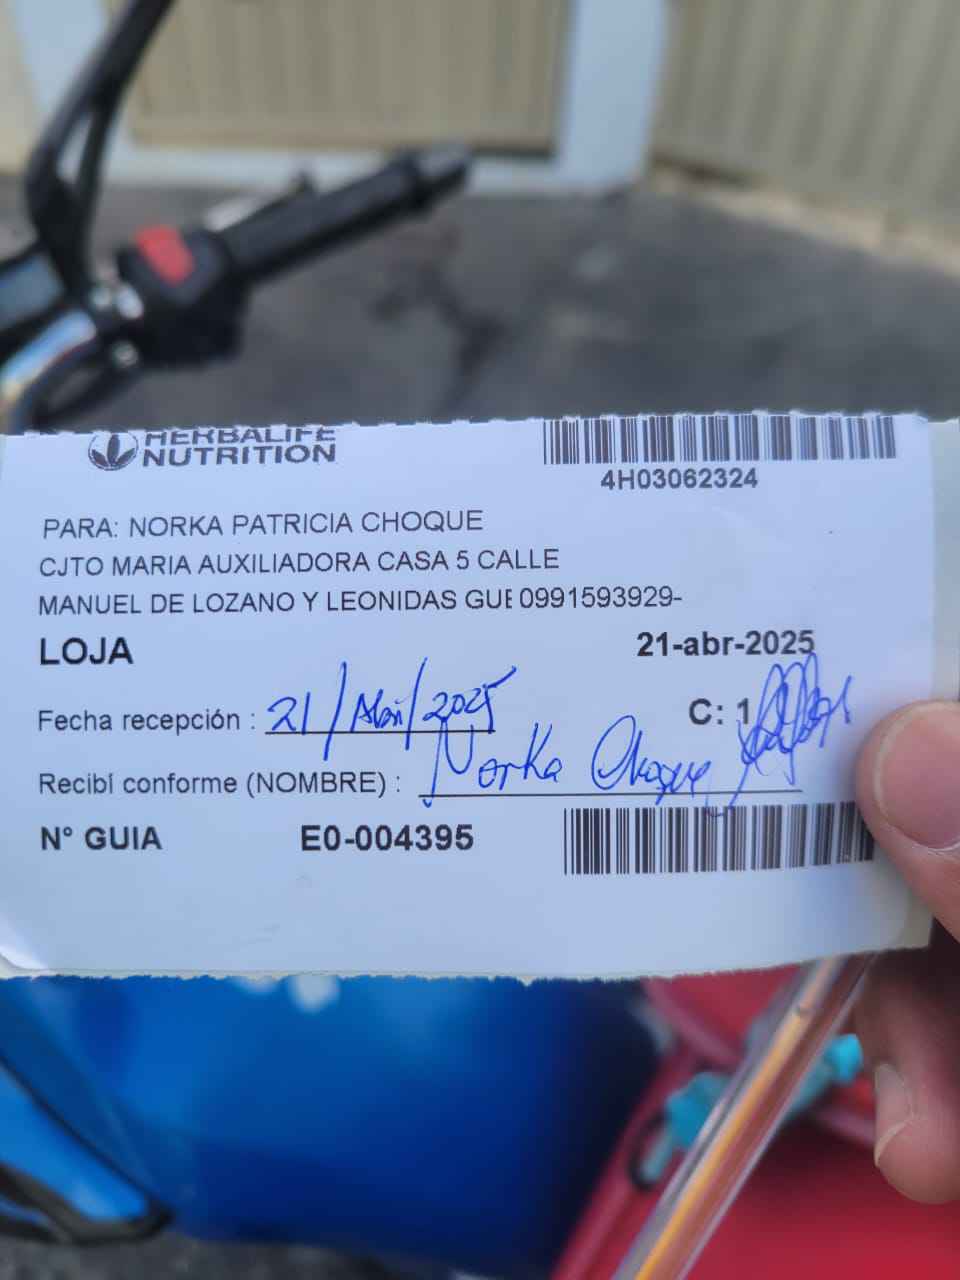 HERBALIFE
NUTRITION
4H03062324
PARA: NORKA PATRICIA CHOQUE
CJTO MARIA AUXILIADORA CASA 5 CALLE
MANUEL DE LOZANO Y LEONIDAS GUE 0991593929-
LOJA
21-abr-2025
Fecha recepción : 21/Abril/2025
C: 1
Recibí conforme (NOMBRE) : Norka Choque
N° GUIA E0-004395